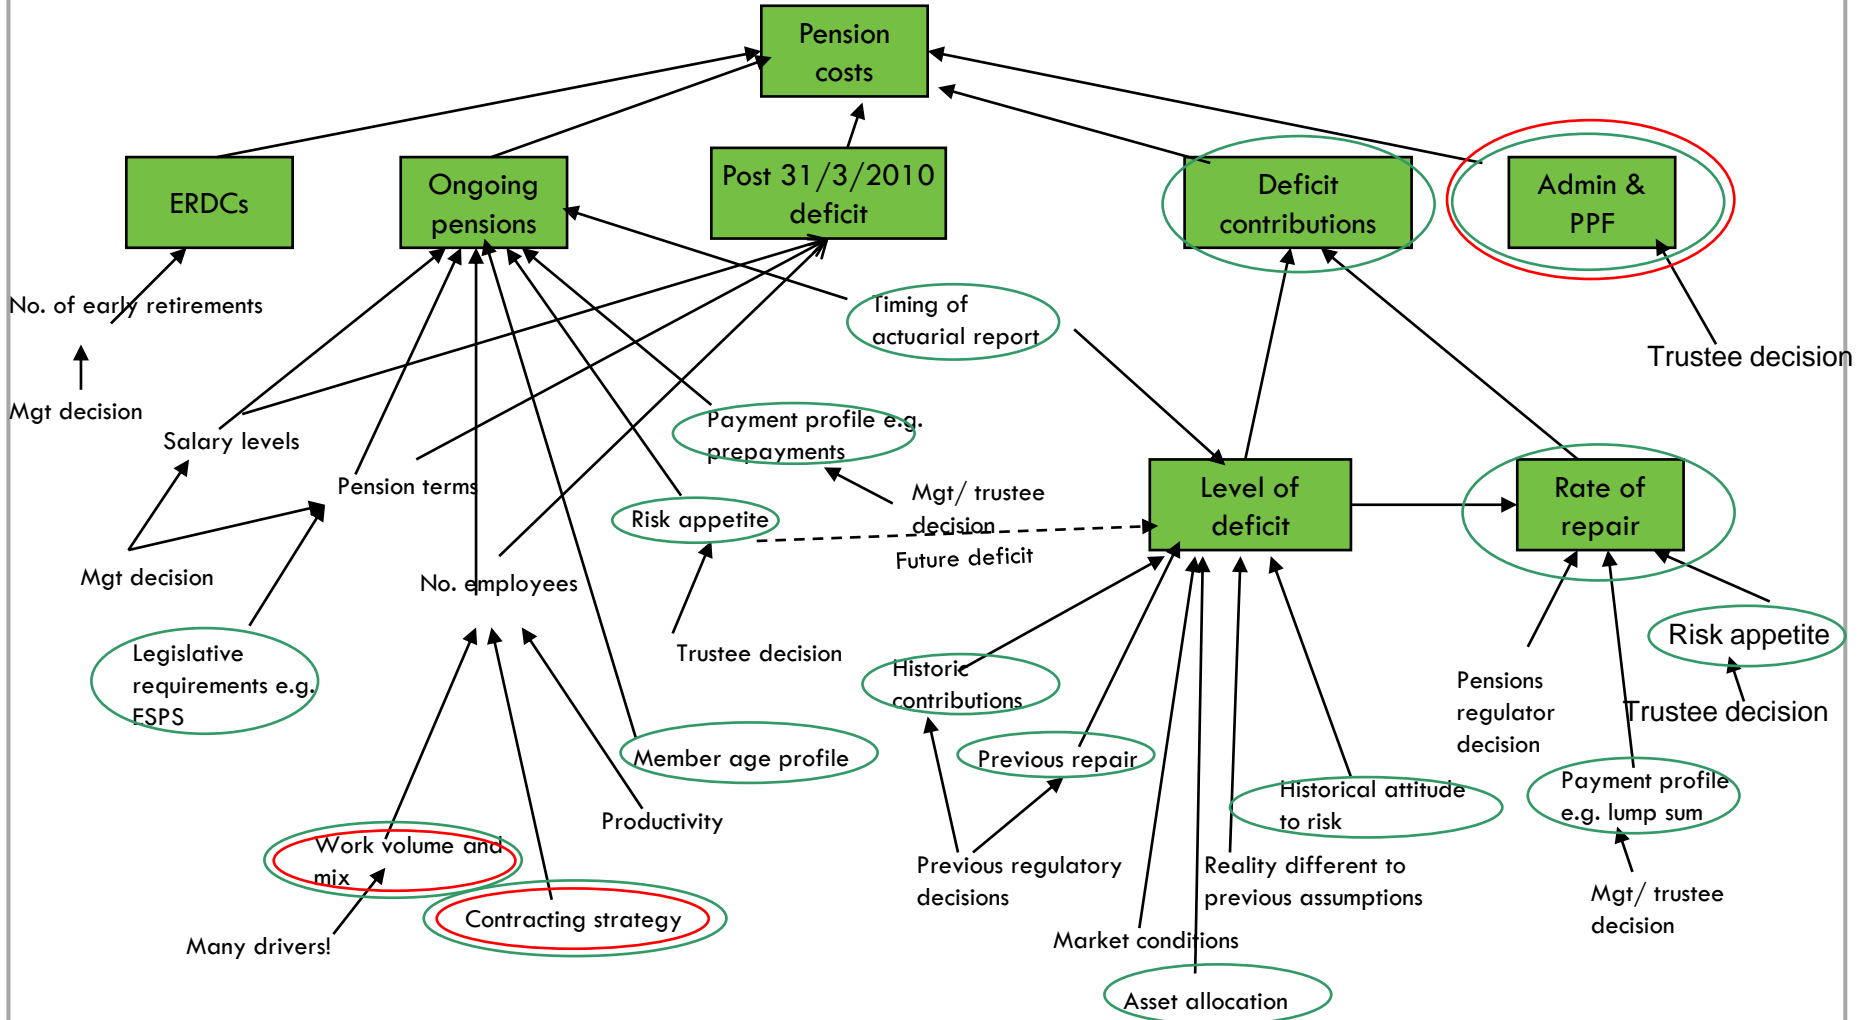 Pension
costs
ERDCs
Ongoing
pensions
Post 31/3/2010
deficit
Deficit
contributions
Admin &
PPF
No. of early retirements
Timing of
actuarial report
Trustee decision
Mgt decision
Salary levels
Payment profile e.g.
prepayments
Pension terms
Risk appetite
Mgt/ trustee
decision
Future deficit
Level of
deficit
Rate of
repair
Mgt decision
No. employees
Legislative
requirements e.g.
ESPS
Trustee decision
Historic
contributions
Pensions
regulator
decision
Risk appetite
Trustee decision
Member age profile
Previous repair
Historical attitude
to risk
Payment profile
e.g. lump sum
Productivity
Work volume and
mix
Previous regulatory
decisions
Reality different to
previous assumptions
Mgt/ trustee
decision
Contracting strategy
Many drivers!
Market conditions
Asset allocation